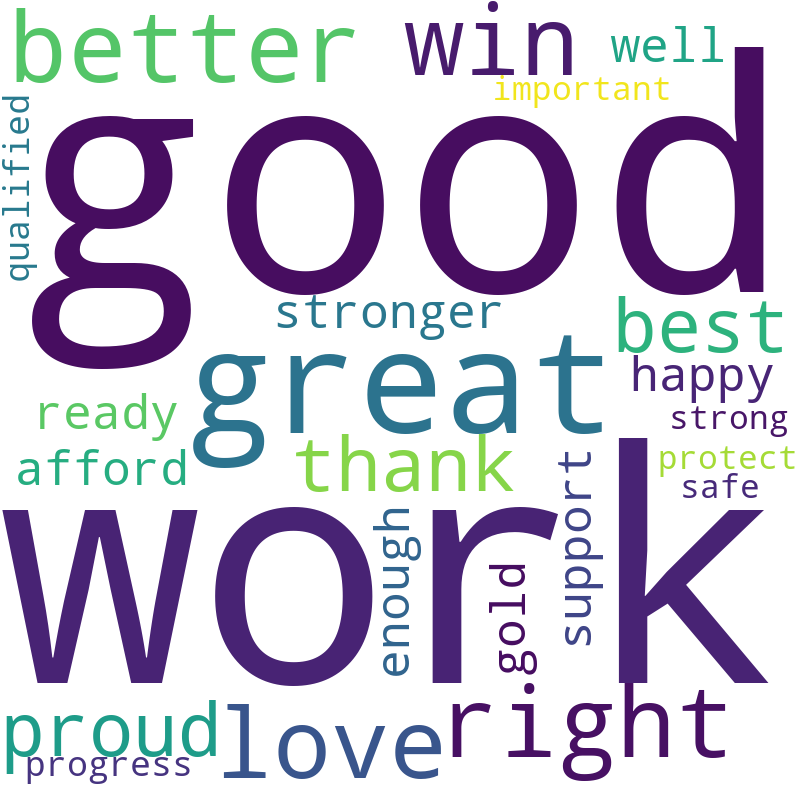 better
win
well
important
qualified
good
stronger
best
great
happy
ready
strong
afford
thank
protect
safe
work
enough
support
gold
proud
love
right
progress